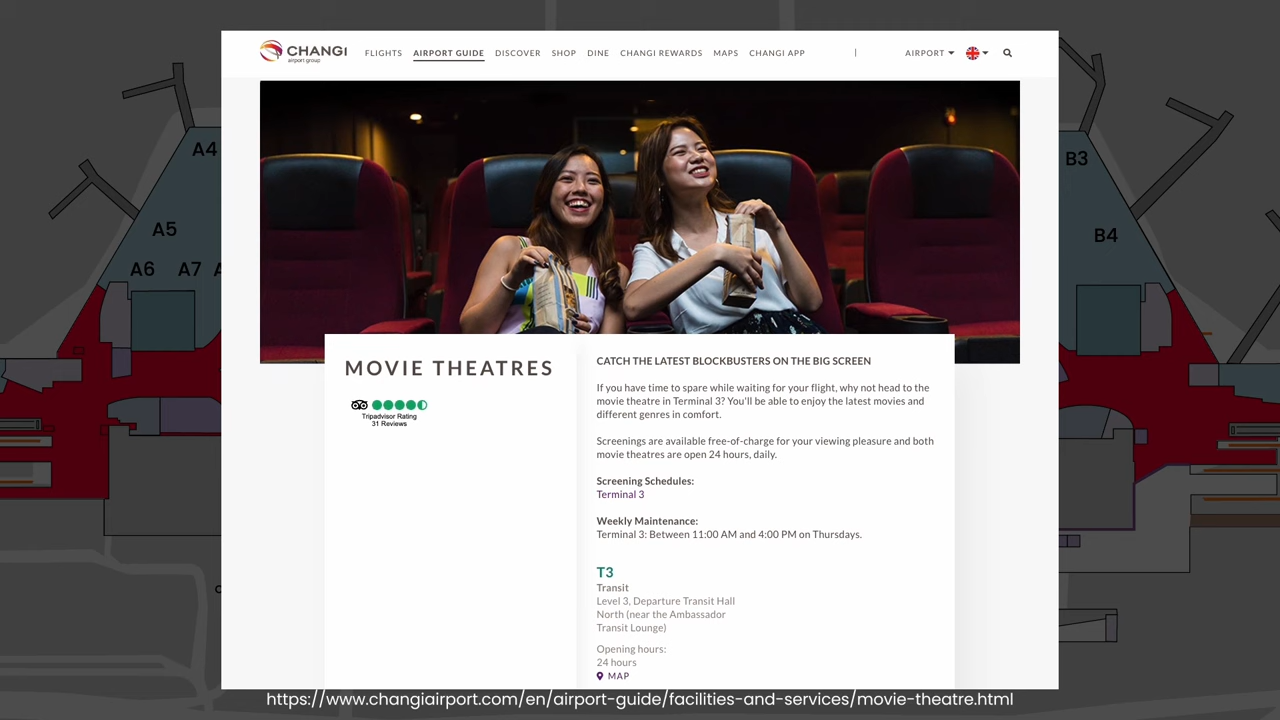 CHANGI
airport group
FLIGHTS AIRPORT GUIDE DISCOVER SHOP DINE CHANGI REWARDS MAPS CHANGI APP | AIRPORT
A4
A5
A6 A7
B3
B4
MOVIE THEATRES
Tripadvisor Rating
31 Reviews
CATCH THE LATEST BLOCKBUSTERS ON THE BIG SCREEN
If you have time to spare while waiting for your flight, why not head to the
movie theatre in Terminal 3? You'll be able to enjoy the latest movies and
different genres in comfort.
Screenings are available free-of-charge for your viewing pleasure and both
movie theatres are open 24 hours, daily.
Screening Schedules:
Terminal 3
Weekly Maintenance:
Terminal 3: Between 11:00 AM and 4:00 PM on Thursdays.
T3
Transit
Level 3, Departure Transit Hall
North (near the Ambassador
Transit Lounge)
Opening hours:
24 hours
MAP
https://www.changiairport.com/en/airport-guide/facilities-and-services/movie-theatre.html